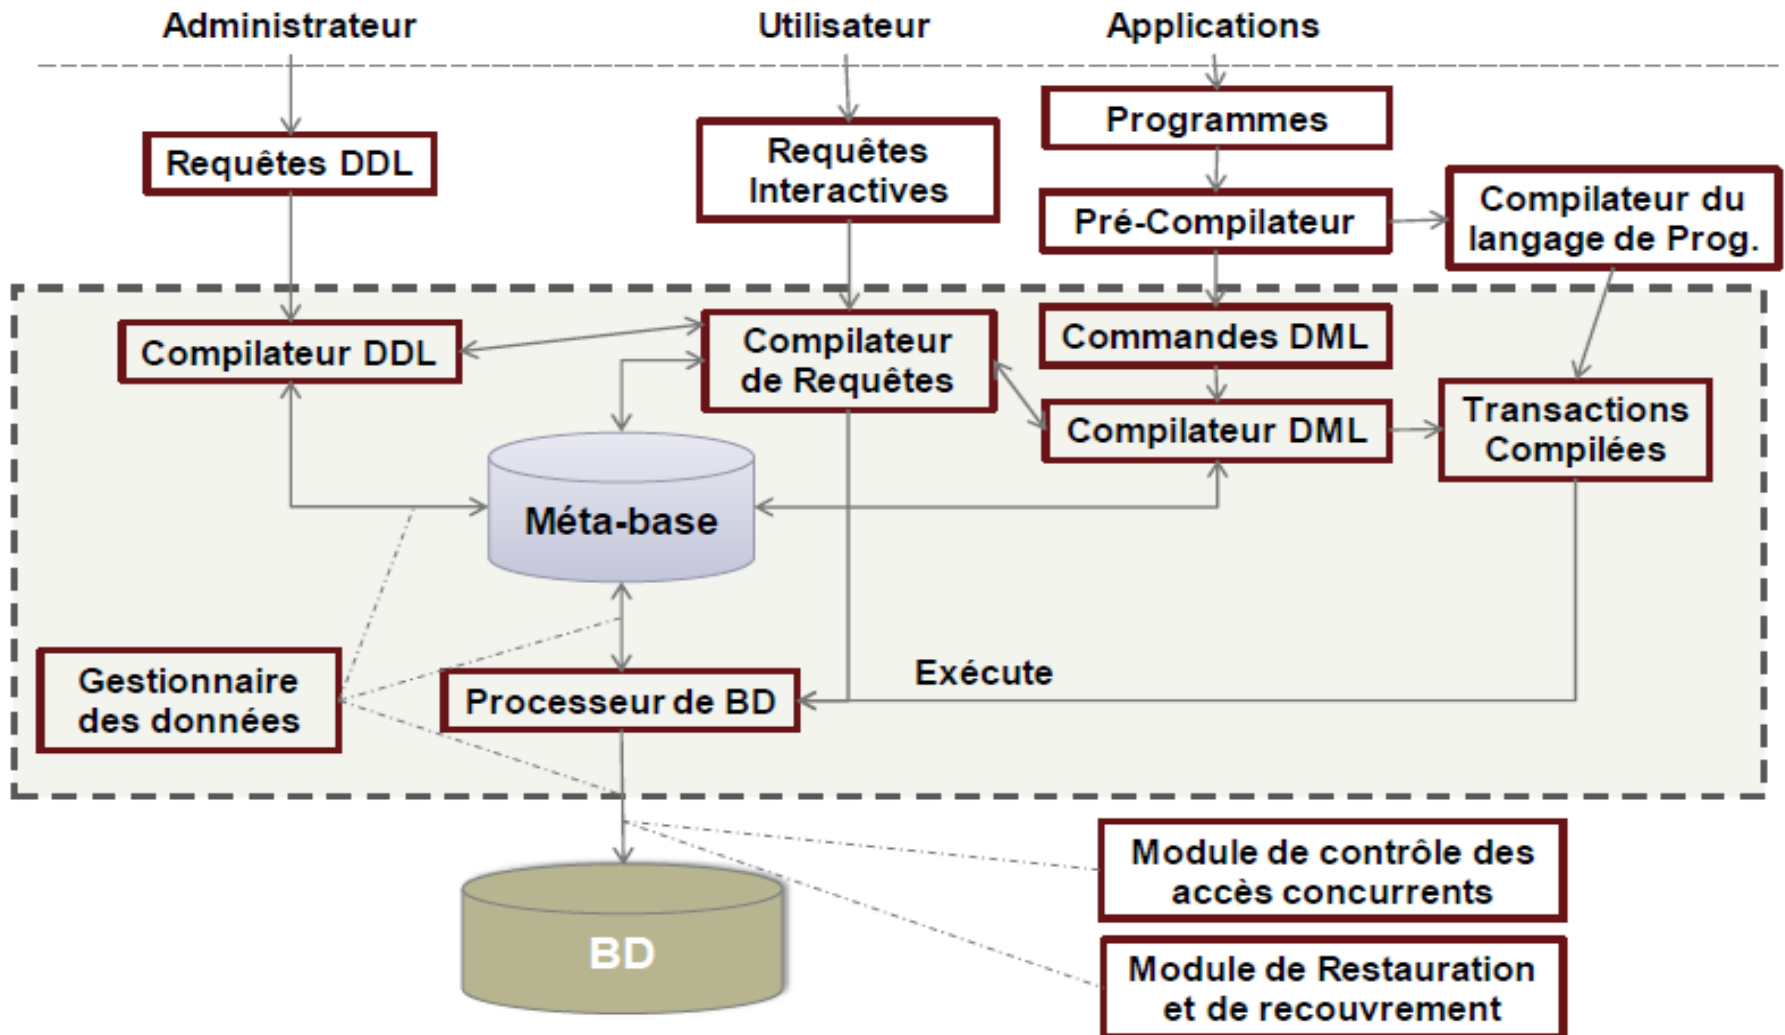 Administrateur
Utilisateur
Applications
Programmes
Requêtes DDL
Requêtes
Interactives
Pré-Compilateur
Compilateur du
langage de Prog.
Compilateur DDL
Compilateur
de Requêtes
Commandes DML
Compilateur DML
Transactions
Compilées
Méta-base
Gestionnaire
des données
Processeur de BD
Exécute
Module de contrôle des
accès concurrents
BD
Module de Restauration
et de recouvrement